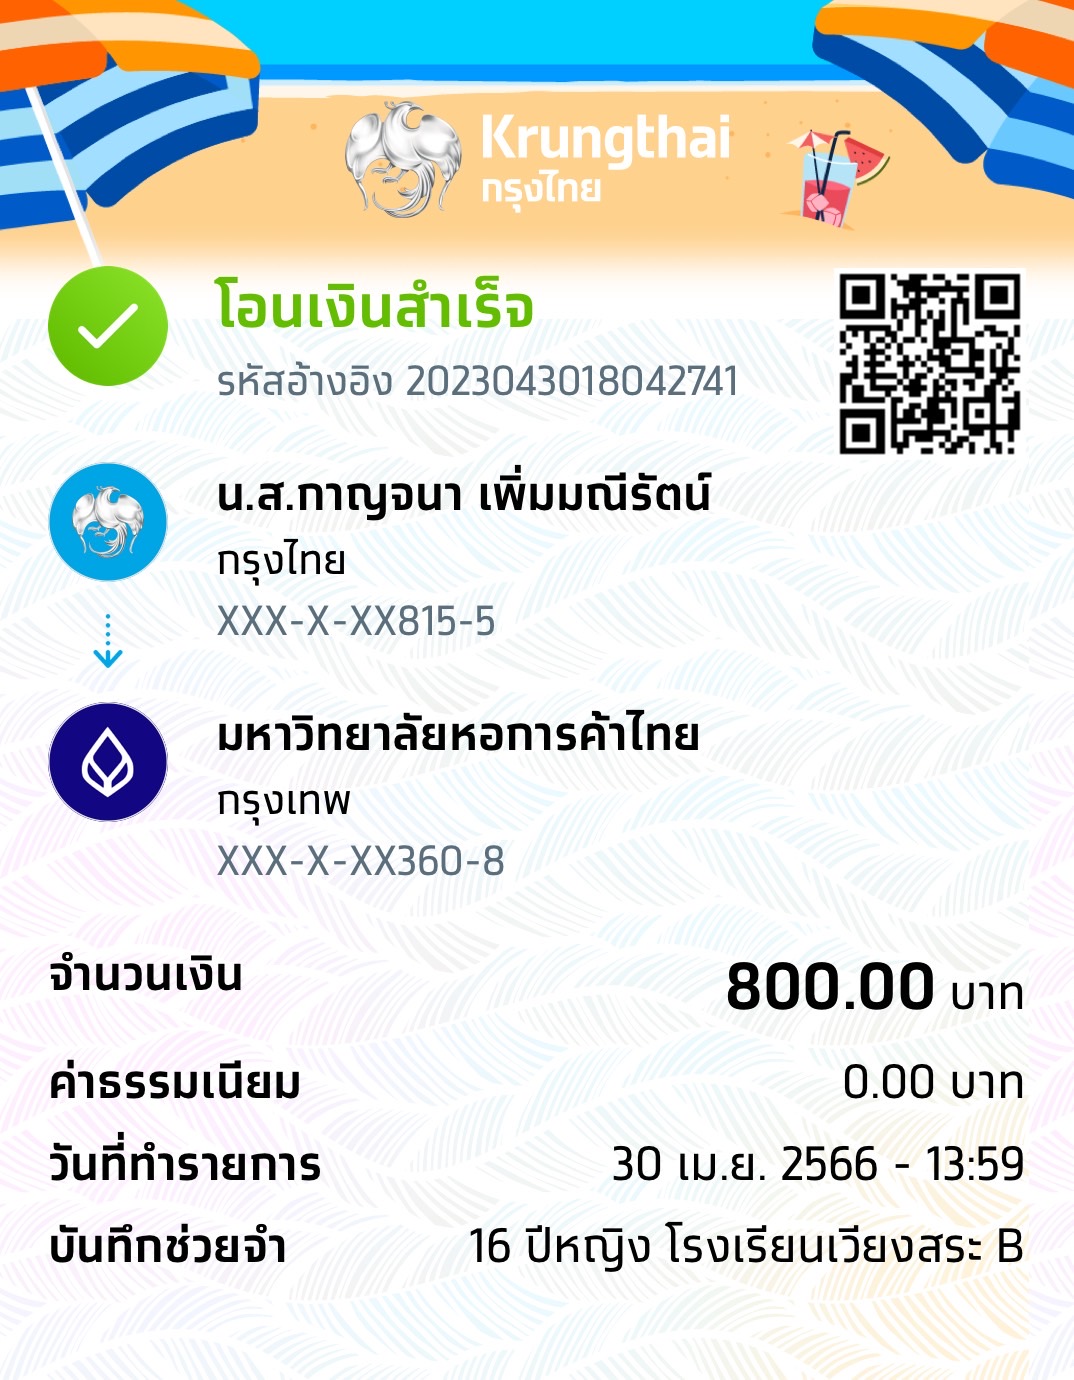 Krungthai
กรุงไทย
โอนเงินสำเร็จ
รหัสอ้างอิง 2023043018042741
น.ส.กาญจนา เพิ่มมณีรัตน์
กรุงไทย
XXX-X-XX815-5
มหาวิทยาลัยหอการค้าไทย
กรุงเทพ
XXX-X-XX360-8
จำนวนเงิน 800.00 บาท
ค่าธรรมเนียม 0.00 บาท
วันที่ทำรายการ 30 เม.ย. 2566 - 13:59
บันทึกช่วยจำ 16 ปีหญิง โรงเรียนเวียงสระ B